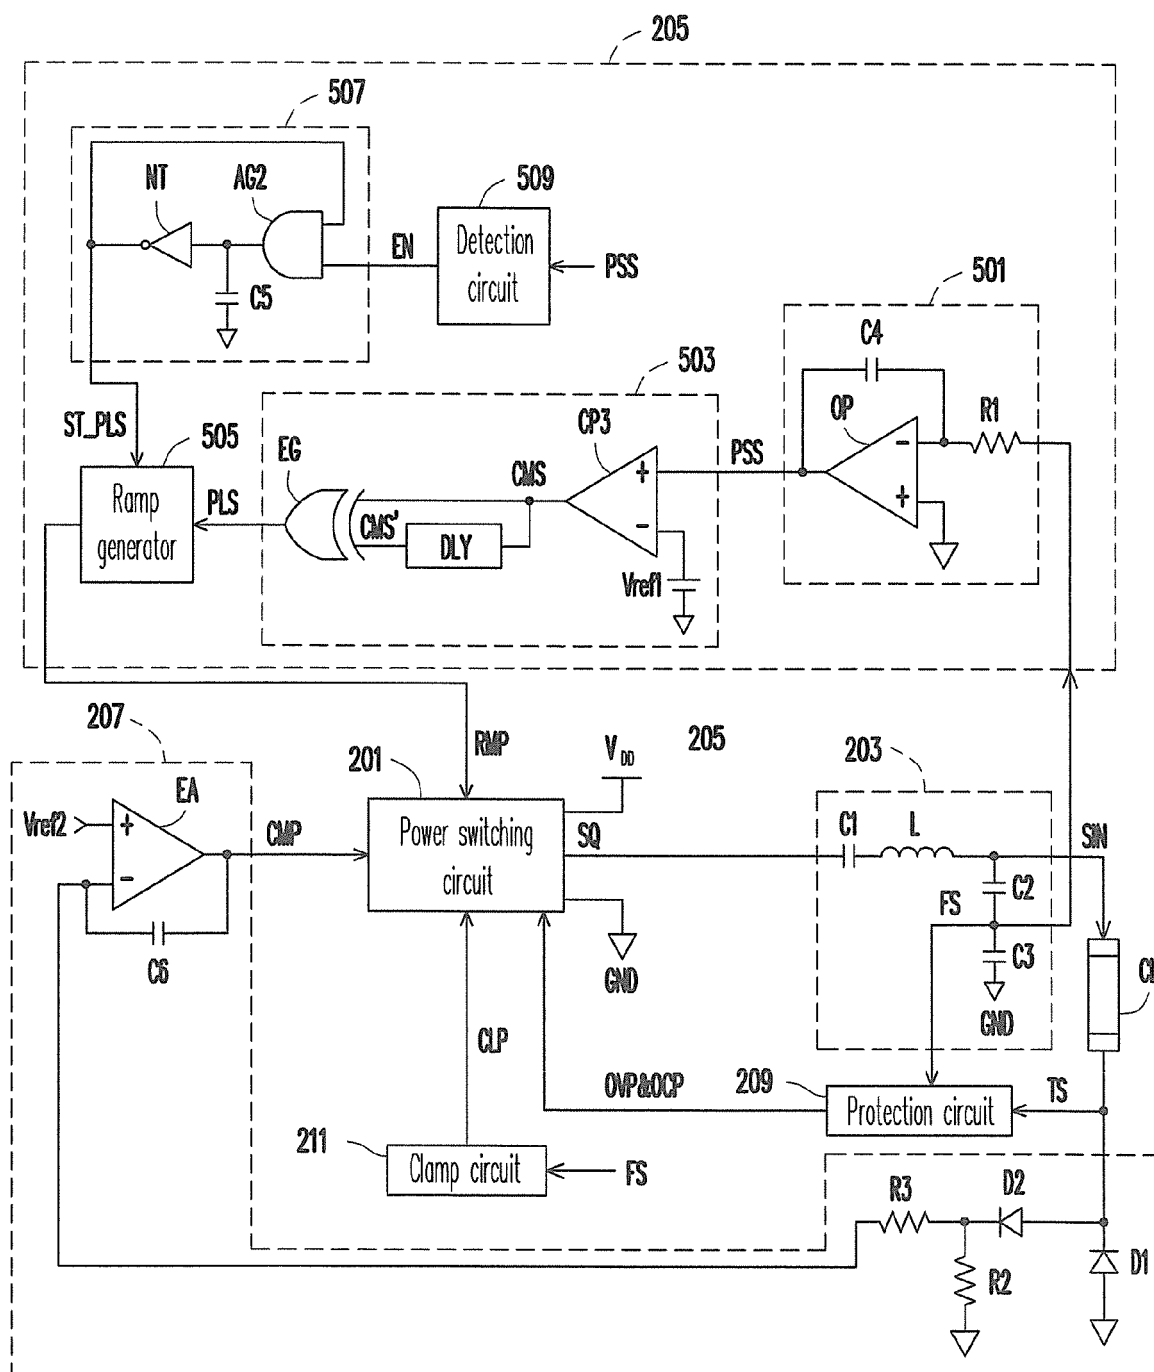 205
507
NT
AG2
509
Detection
circuit
EN
PSS
C5
501
C4
OP
R1
503
CP3
PSS
ST_PLS
505
EG
CMS
Ramp
generator
PLS
CMS'
DLY
Vref1
207
EA
Vref2
CMP
201
RMP
Power switching
circuit
VDD
205
SQ
GND
203
C1
L
SIN
C2
FS
C3
GND
C6
CLP
OVP&OCP
209
Protection circuit
TS
211
Clamp circuit
FS
R3
D2
R2
D1